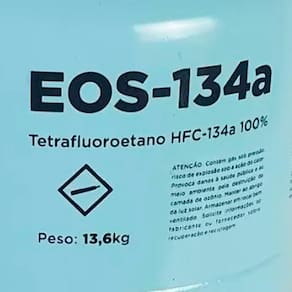 EOS-134a
Tetrafluoroetano HFC-134a 100%
ATENÇÃO: Contém gás sob pressão
risco de explosão sob a ação do calor
Provoca danos à saúde pública e ao
meio ambiente pela destruição da
camada de ozônio. Manter ao abrigo
da luz solar. Armazenar em local bem
ventilado. Solicite informações ao
fabricante ou fornecedor sobre
recuperação e reciclagem.
Peso: 13,6kg